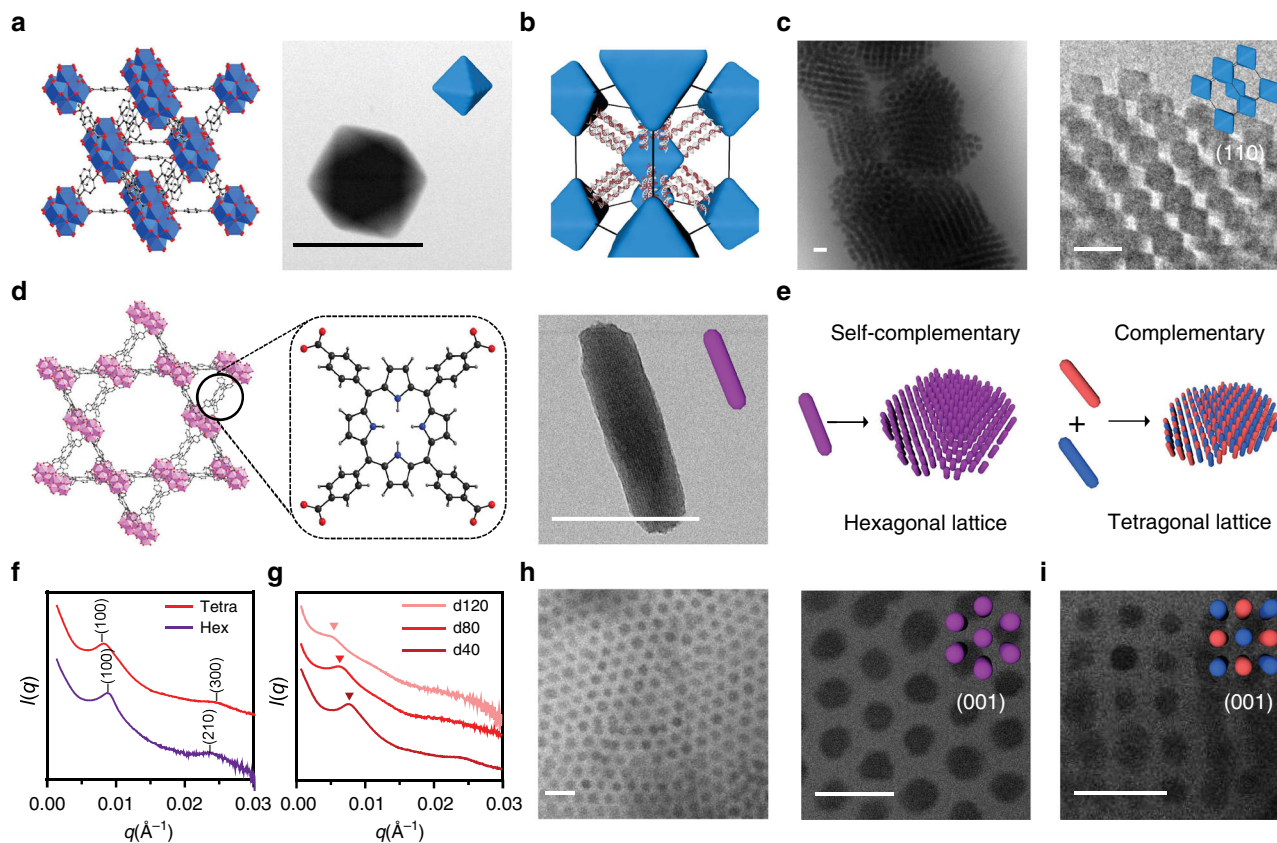 a
b
c
(110)
d
e
Self-complementary
Complementary
+
Hexagonal lattice
Tetragonal lattice
f
g
h
i
Tetra
Hex
(100)
(100)
(300)
(210)
I(q)
0.00
0.01
0.02
0.03
q(Å⁻¹)
d120
d80
d40
I(q)
0.00
0.01
0.02
0.03
q(Å⁻¹)
(001)
(001)